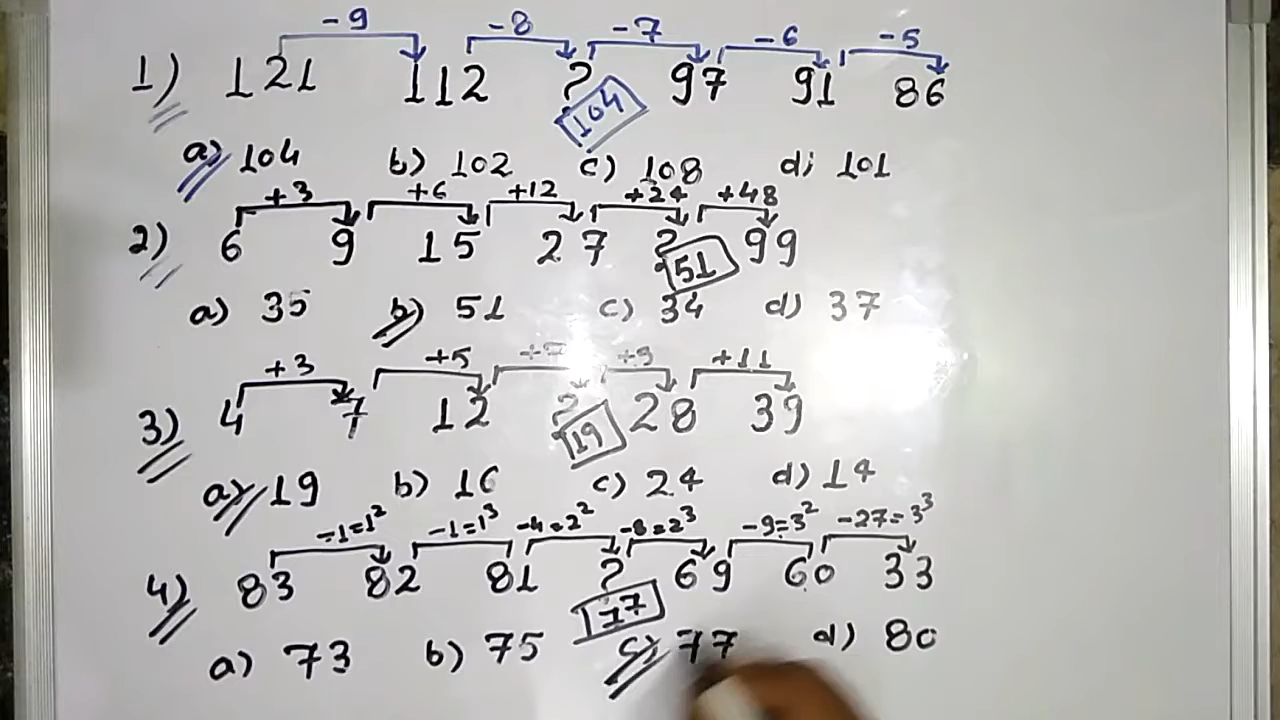 -9 -8 -7 -6 -5
1) 121 112 ? 97 91 86
104
a) 104 b) 102 c) 108 d) 101
+3 +6 +12 +24 +48
2) 6 9 15 27 ? 99
51
a) 35 b) 51 c) 34 d) 37
+3 +5 +7 +9 +11
3) 4 7 12 ? 28 39
19
a) 19 b) 16 c) 24 d) 14
-1=1² -1=1³ -4=2² -8=2³ -9=3² -27=3³
4) 83 82 81 ? 69 60 33
77
a) 73 b) 75 c) 77 d) 80